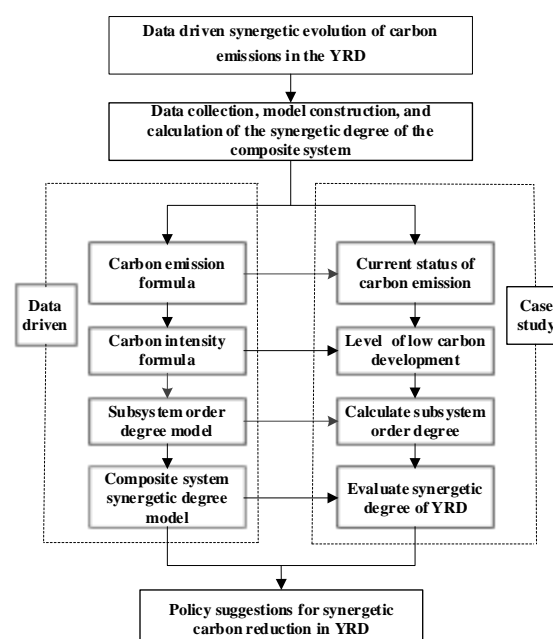 Data driven synergetic evolution of carbon
emissions in the YRD
Data collection, model construction, and
calculation of the synergetic degree of the
composite system
Carbon emission
formula
Current status of
carbon emission
Data
driven
Case
study
Carbon intensity
formula
Level of low carbon
development
Subsystem order
degree model
Calculate subsystem
order degree
Composite system
synergetic degree
model
Evaluate synergetic
degree of YRD
Policy suggestions for synergetic
carbon reduction in YRD